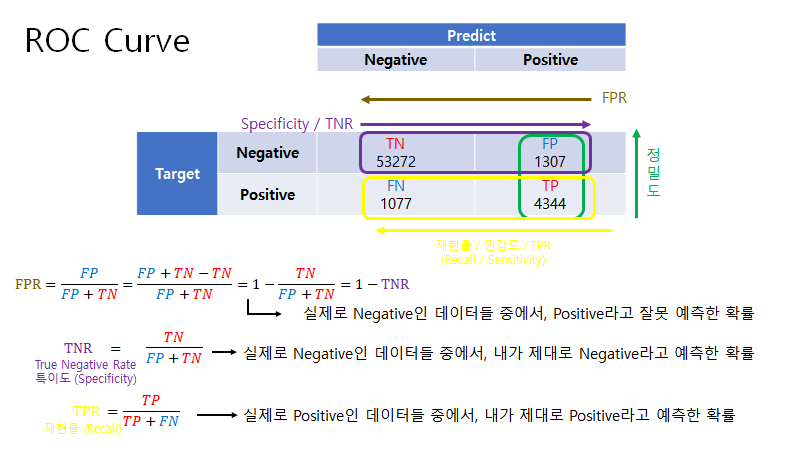 ROC Curve
Predict
Negative Positive
FPR
Specificity / TNR
Target
Negative
TN
53272
FP
1307
Positive
FN
1077
TP
4344
정밀도
재현율 / 민감도 / TPR
(Recall / Sensitivity)
FPR = FP / (FP + TN) = (FP + TN − TN) / (FP + TN) = 1 − TN / (FP + TN) = 1 − TNR
실제로 Negative인 데이터들 중에서, Positive라고 잘못 예측한 확률
TNR = TN / (FP + TN)
실제로 Negative인 데이터들 중에서, 내가 제대로 Negative라고 예측한 확률
True Negative Rate
특이도 (Specificity)
TPR = TP / (TP + FN)
실제로 Positive인 데이터들 중에서, 내가 제대로 Positive라고 예측한 확률
재현율 (Recall)